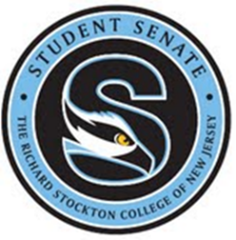 STUDENT SENATE
S
THE RICHARD STOCKTON COLLEGE OF NEW JERSEY